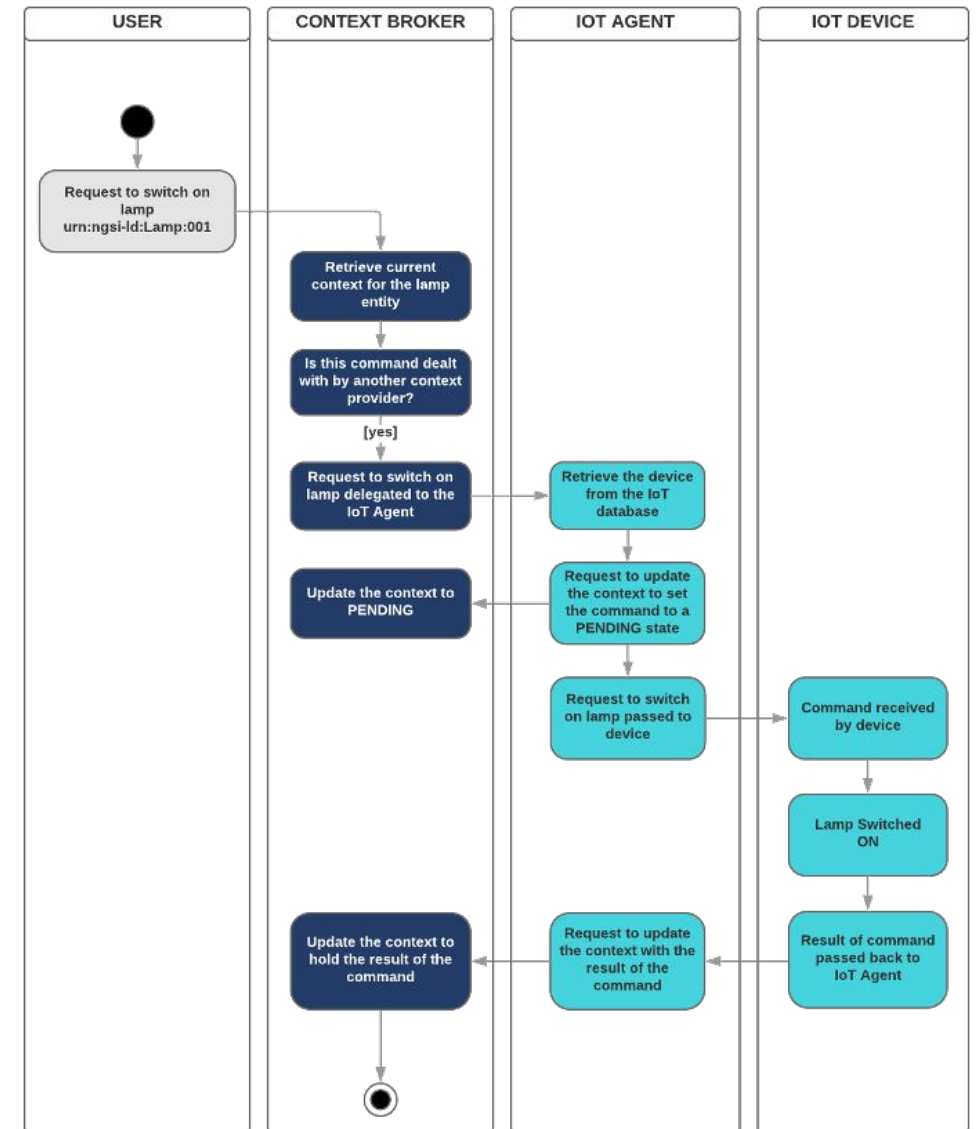 USER
CONTEXT BROKER
IOT AGENT
IOT DEVICE
Request to switch on
lamp
urn:ngsi-ld:Lamp:001
Retrieve current
context for the lamp
entity
Is this command dealt
with by another context
provider?
[yes]
Request to switch on
lamp delegated to the
IoT Agent
Retrieve the device
from the IoT
database
Update the context to
PENDING
Request to update
the context to set
the command to a
PENDING state
Request to switch
on lamp passed to
device
Command received
by device
Lamp Switched
ON
Update the context to
hold the result of the
command
Request to update
the context with the
result of the
command
Result of command
passed back to
IoT Agent